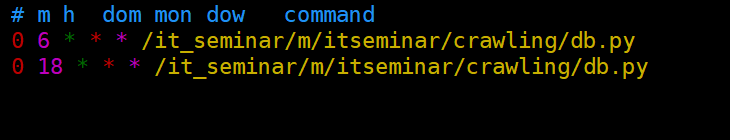 # m h  dom mon dow   command
0 6 * * * /it_seminar/m/itseminar/crawling/db.py
0 18 * * * /it_seminar/m/itseminar/crawling/db.py